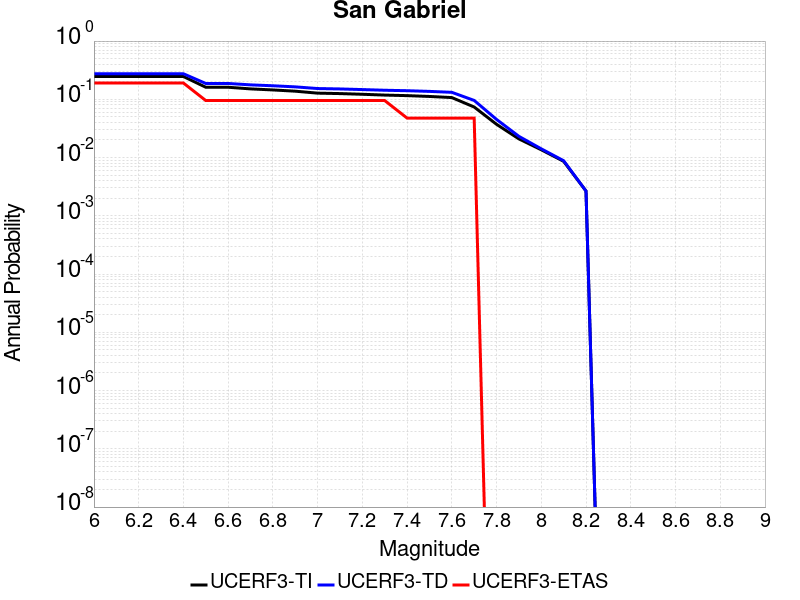 San Gabriel
10^0
10^-1
10^-2
10^-3
10^-4
10^-5
10^-6
10^-7
10^-8
Annual Probability
6 6.2 6.4 6.6 6.8 7 7.2 7.4 7.6 7.8 8 8.2 8.4 8.6 8.8 9
Magnitude
UCERF3-TI UCERF3-TD UCERF3-ETAS